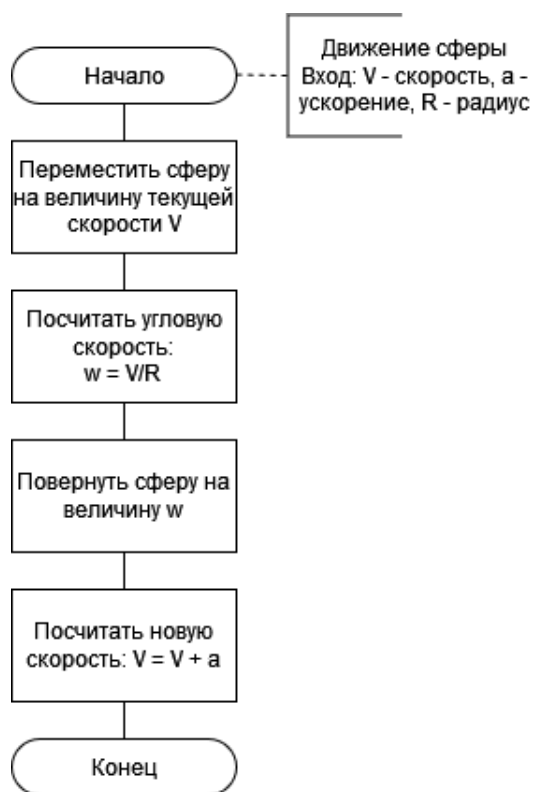 Начало
Движение сферы
Вход: V - скорость, a -
ускорение, R - радиус
Переместить сферу
на величину текущей
скорости V
Посчитать угловую
скорость:
w = V/R
Повернуть сферу на
величину w
Посчитать новую
скорость: V = V + a
Конец